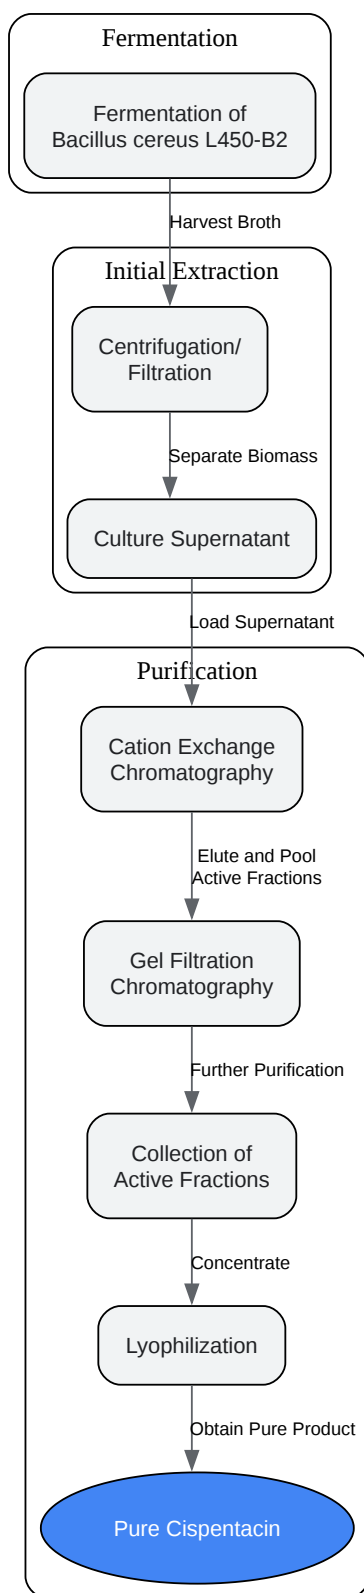 Fermentation
Fermentation of
Bacillus cereus L450-B2
Harvest Broth
Initial Extraction
Centrifugation/
Filtration
Separate Biomass
Culture Supernatant
Load Supernatant
Purification
Cation Exchange
Chromatography
Elute and Pool
Active Fractions
Gel Filtration
Chromatography
Further Purification
Collection of
Active Fractions
Concentrate
Lyophilization
Obtain Pure Product
Pure Cispentacin